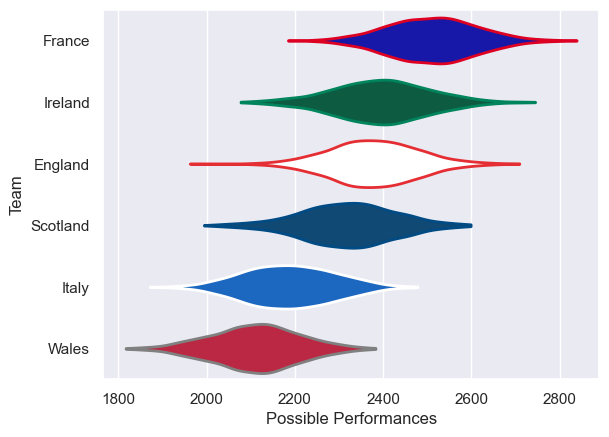 France
Ireland
England
Scotland
Italy
Wales
Team
1800 2000 2200 2400 2600 2800
Possible Performances